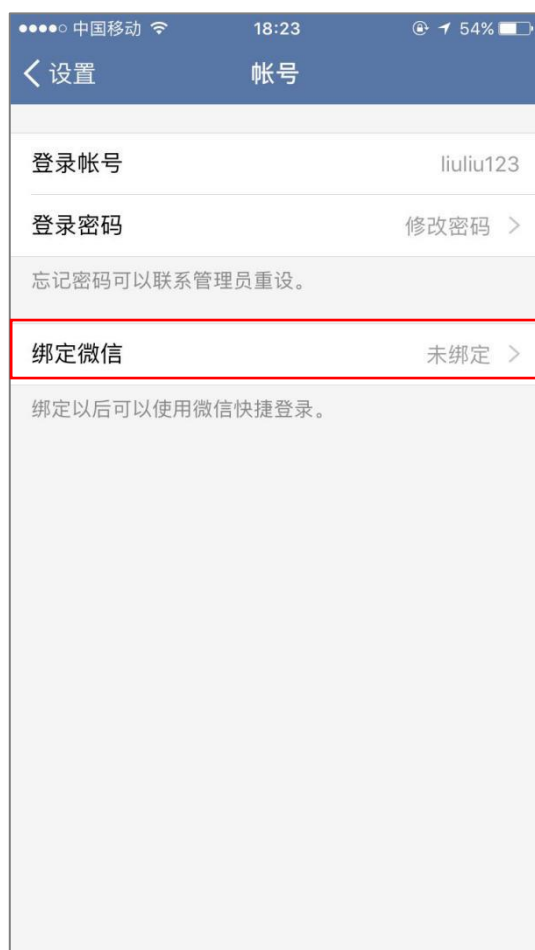 中国移动 18:23 54%
设置 帐号
登录帐号 liuliu123
登录密码 修改密码
忘记密码可以联系管理员重设。
绑定微信 未绑定
绑定以后可以使用微信快捷登录。